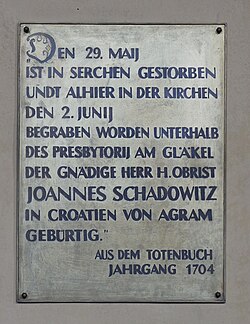 DEN 29. MAIJ
IST IN SERCHEN GESTORBEN
UNDT ALHIER IN DER KIRCHEN
DEN 2. JUNIJ
BEGRABEN WORDEN UNTERHALB
DES PRESBYTORIJ AM GLÄKEL
DER GNÄDIGE HERR H. OBRIST
JOANNES SCHADOWITZ
IN CROATIEN VON AGRAM
GEBÜRTIG."
AUS DEM TOTENBUCH
JAHRGANG 1704